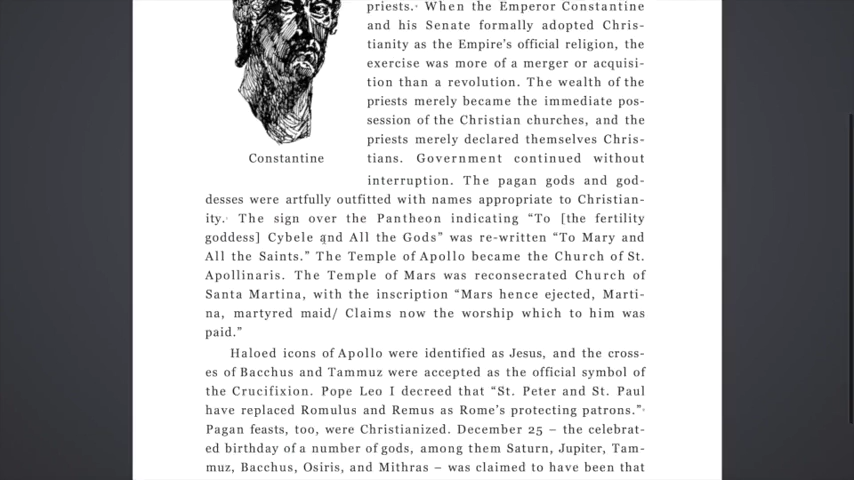 priests. When the Emperor Constantine
and his Senate formally adopted Chris-
tianity as the Empire's official religion, the
exercise was more of a merger or acquisi-
tion than a revolution. The wealth of the
priests merely became the immediate pos-
session of the Christian churches, and the
priests merely declared themselves Chris-
Constantine
tians. Government continued without
interruption. The pagan gods and god-
desses were artfully outfitted with names appropriate to Christian-
ity. The sign over the Pantheon indicating “To [the fertility
goddess] Cybele and All the Gods” was re-written “To Mary and
All the Saints.” The Temple of Apollo became the Church of St.
Apollinaris. The Temple of Mars was reconsecrated Church of
Santa Martina, with the inscription “Mars hence ejected, Marti-
na, martyred maid/ Claims now the worship which to him was
paid.”
Haloed icons of Apollo were identified as Jesus, and the cross-
es of Bacchus and Tammuz were accepted as the official symbol of
the Crucifixion. Pope Leo I decreed that “St. Peter and St. Paul
have replaced Romulus and Remus as Rome's protecting patrons.”
Pagan feasts, too, were Christianized. December 25 – the celebrat-
ed birthday of a number of gods, among them Saturn, Jupiter, Tam-
muz, Bacchus, Osiris, and Mithras – was claimed to have been that